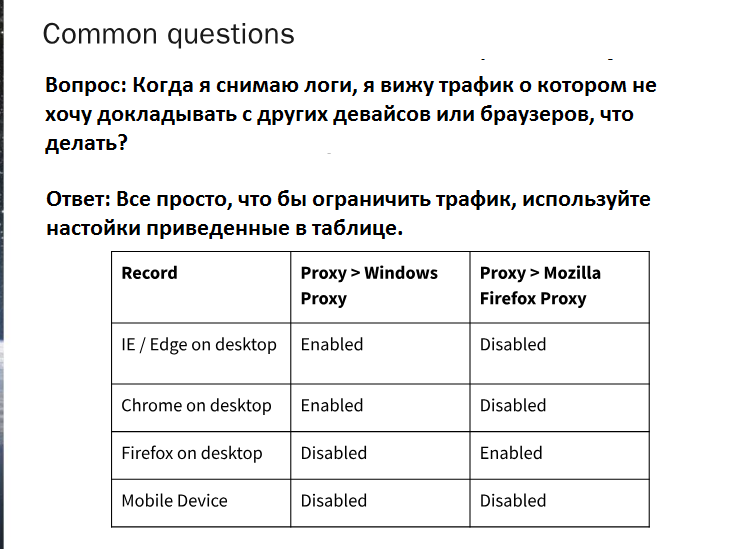 Common questions
Вопрос: Когда я снимаю логи, я вижу трафик о котором не
хочу докладывать с других девайсов или браузеров, что
делать?
Ответ: Все просто, что бы ограничить трафик, используйте
настойки приведенные в таблице.
Record
Proxy > Windows
Proxy
Proxy > Mozilla
Firefox Proxy
IE / Edge on desktop
Enabled
Disabled
Chrome on desktop
Enabled
Disabled
Firefox on desktop
Disabled
Enabled
Mobile Device
Disabled
Disabled